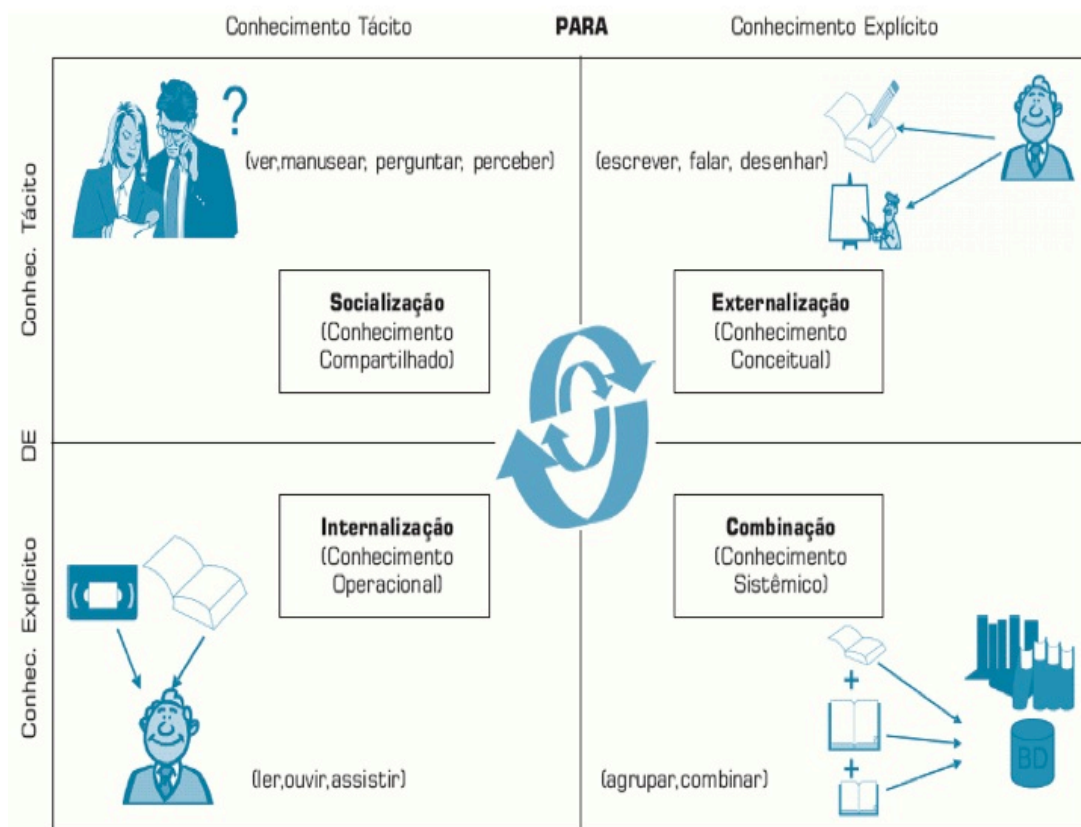 Conhecimento Tácito PARA Conhecimento Explícito
Conhec. Tácito
DE
Conhec. Explícito
?
(ver,manusear, perguntar, perceber)
(escrever, falar, desenhar)
Socialização
(Conhecimento
Compartilhado)
Externalização
(Conhecimento
Conceitual)
Internalização
(Conhecimento
Operacional)
Combinação
(Conhecimento
Sistêmico)
+
+
BD
(ler,ouvir,assistir)
(agrupar,combinar)